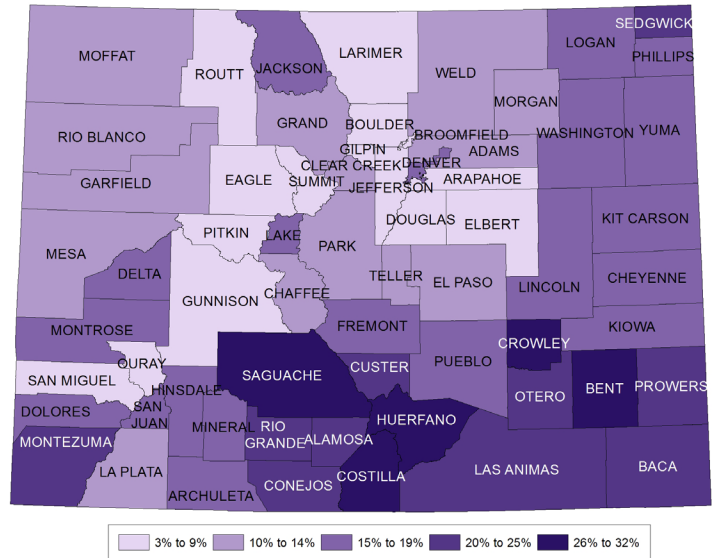 SEDGWICK
LOGAN
PHILLIPS
MOFFAT
ROUTT
JACKSON
LARIMER
WELD
MORGAN
RIO BLANCO
GRAND
BOULDER
BROOMFIELD
WASHINGTON
YUMA
GILPIN
ADAMS
CLEAR CREEK
DENVER
GARFIELD
EAGLE
SUMMIT
JEFFERSON
ARAPAHOE
DOUGLAS
ELBERT
KIT CARSON
PITKIN
LAKE
PARK
MESA
DELTA
TELLER
EL PASO
LINCOLN
CHEYENNE
GUNNISON
CHAFFEE
MONTROSE
FREMONT
KIOWA
CROWLEY
OURAY
PUEBLO
SAN MIGUEL
SAGUACHE
CUSTER
HINSDALE
OTERO
BENT
PROWERS
DOLORES
SAN
JUAN
MINERAL
RIO
GRANDE
ALAMOSA
HUERFANO
MONTEZUMA
LA PLATA
ARCHULETA
CONEJOS
COSTILLA
LAS ANIMAS
BACA
3% to 9% 10% to 14% 15% to 19% 20% to 25% 26% to 32%